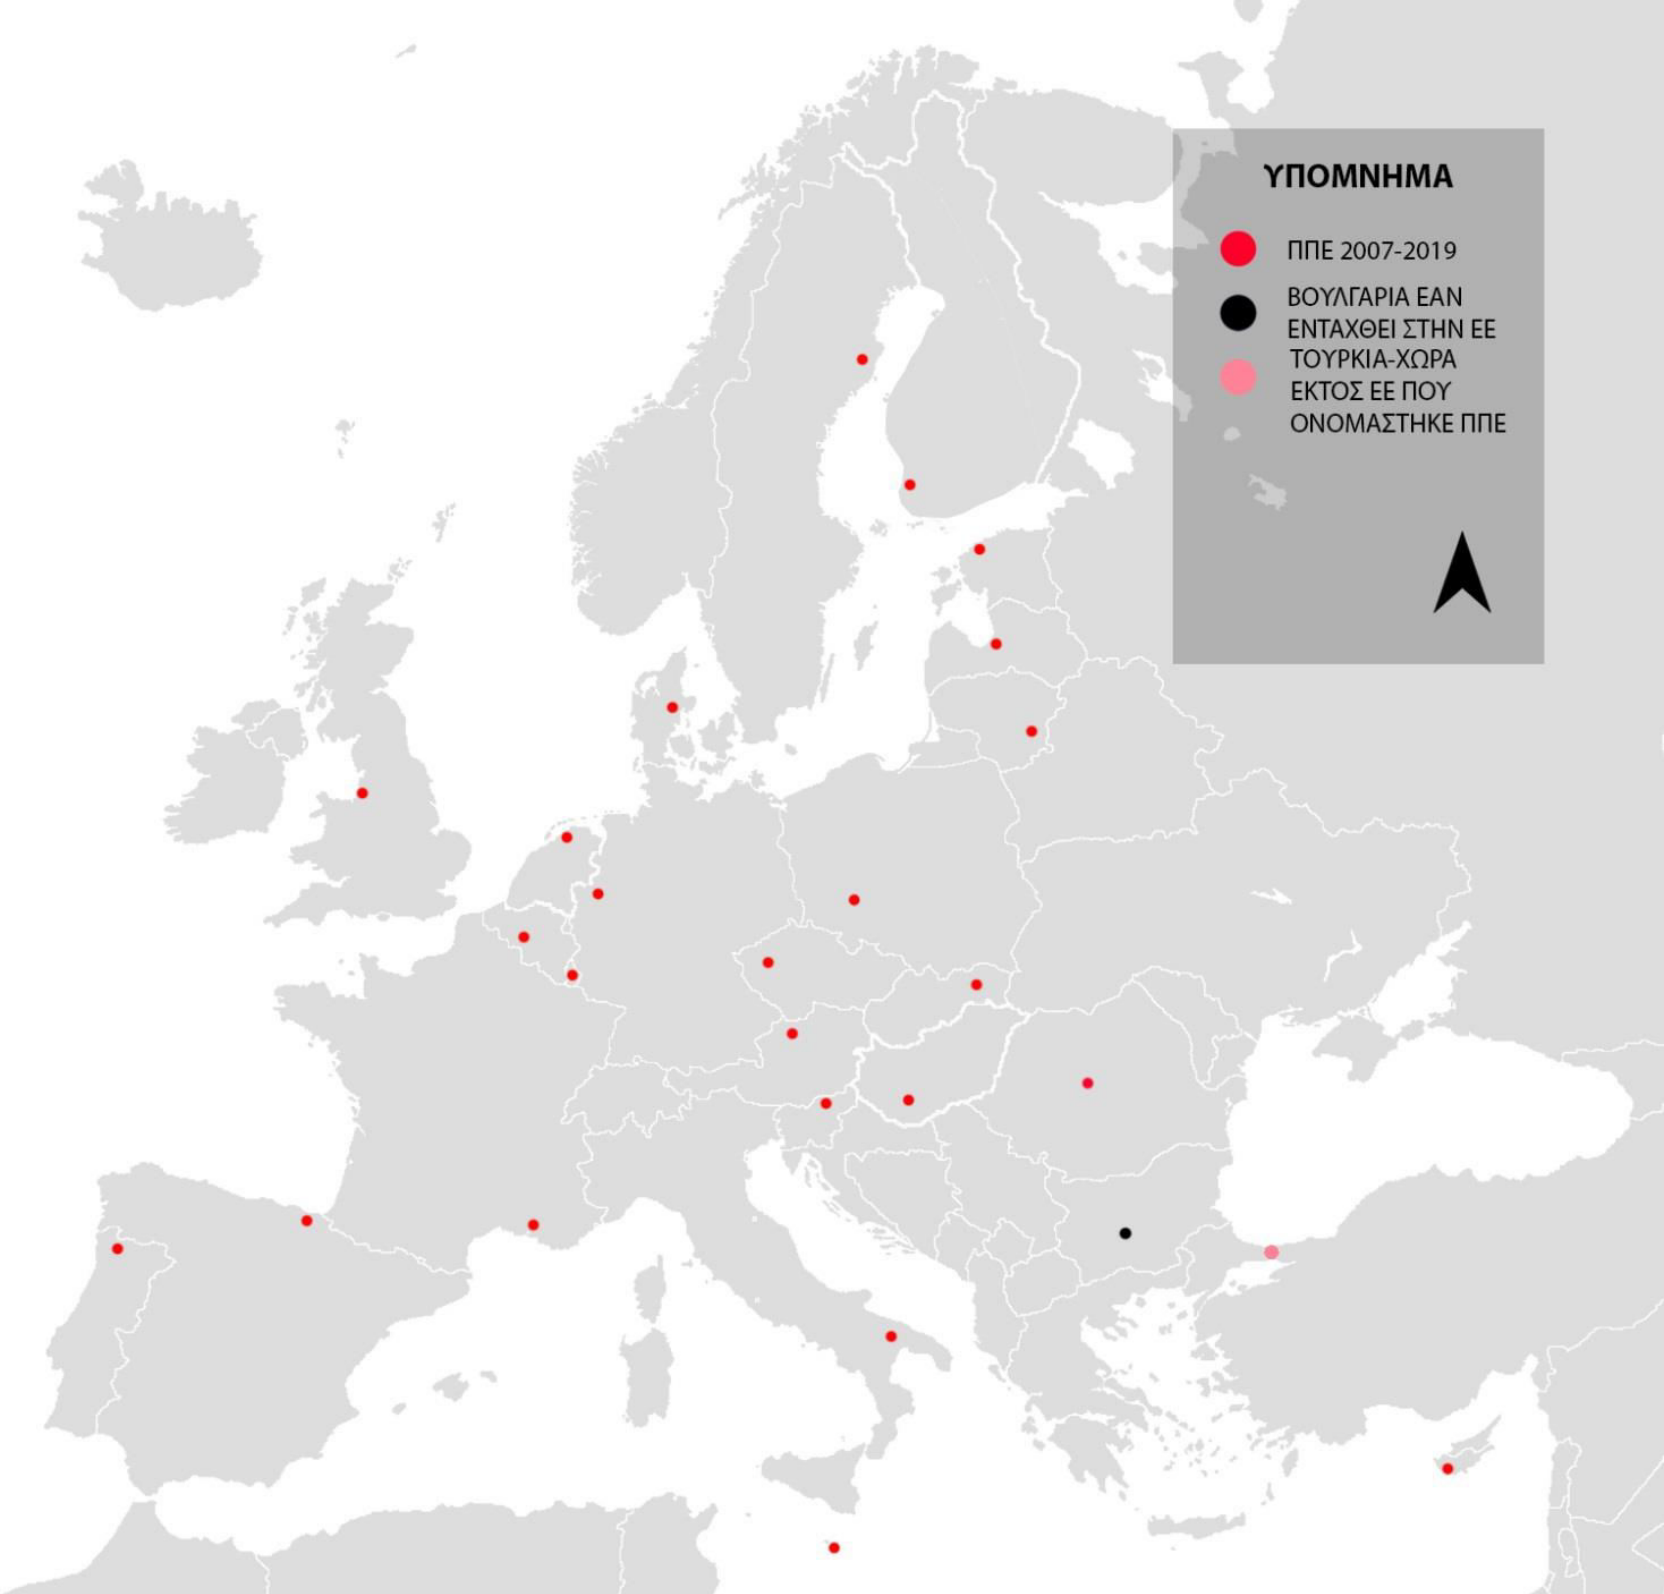 ΥΠΟΜΝΗΜΑ
ΠΠΕ 2007-2019
ΒΟΥΛΓΑΡΙΑ ΕΑΝ
ΕΝΤΑΧΘΕΙ ΣΤΗΝ ΕΕ
ΤΟΥΡΚΙΑ-ΧΩΡΑ
ΕΚΤΟΣ ΕΕ ΠΟΥ
ΟΝΟΜΑΣΤΗΚΕ ΠΠΕ